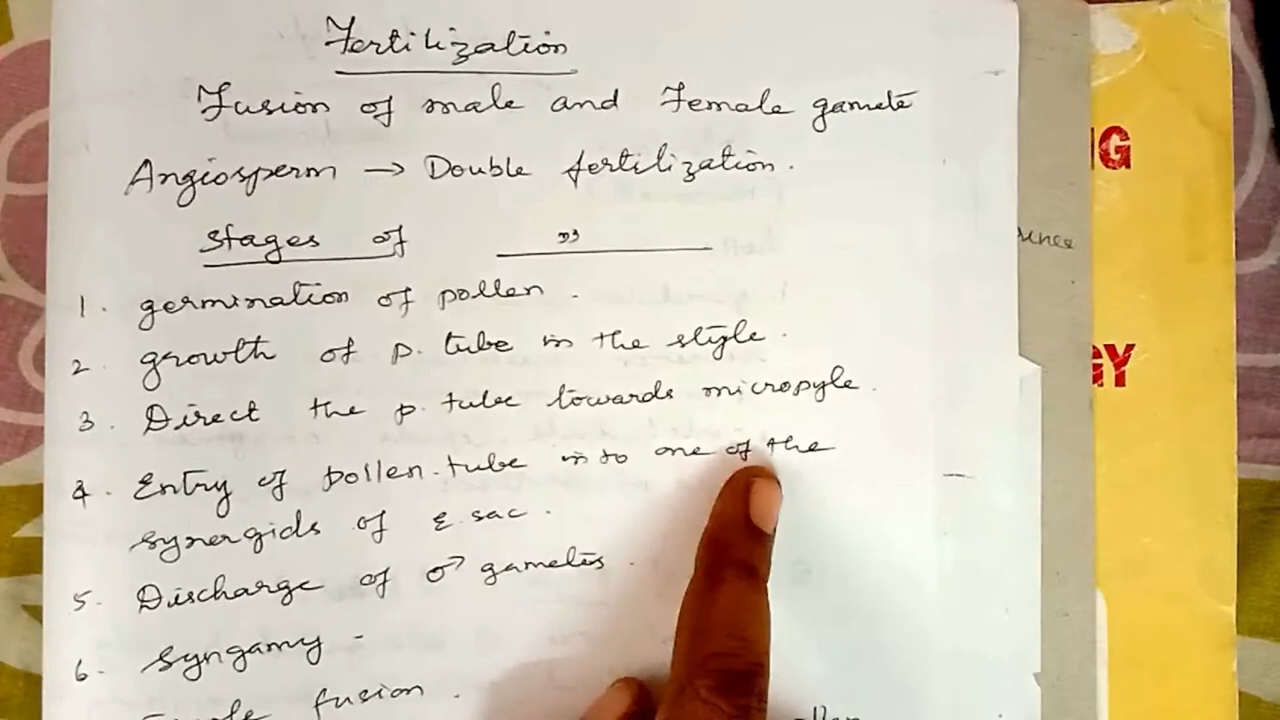 Fertilization
Fusion of male and Female gamete
Angiosperm → Double fertilization.
Stages of ——"——
1. germination of pollen.
2. growth of p. tube in the style.
3. Direct the p. tube towards micropyle.
4. Entry of pollen.tube into one of the
synergids of E.sac.
5. Discharge of ♂ gametes.
6. Syngamy -
fusion.
NG
GY